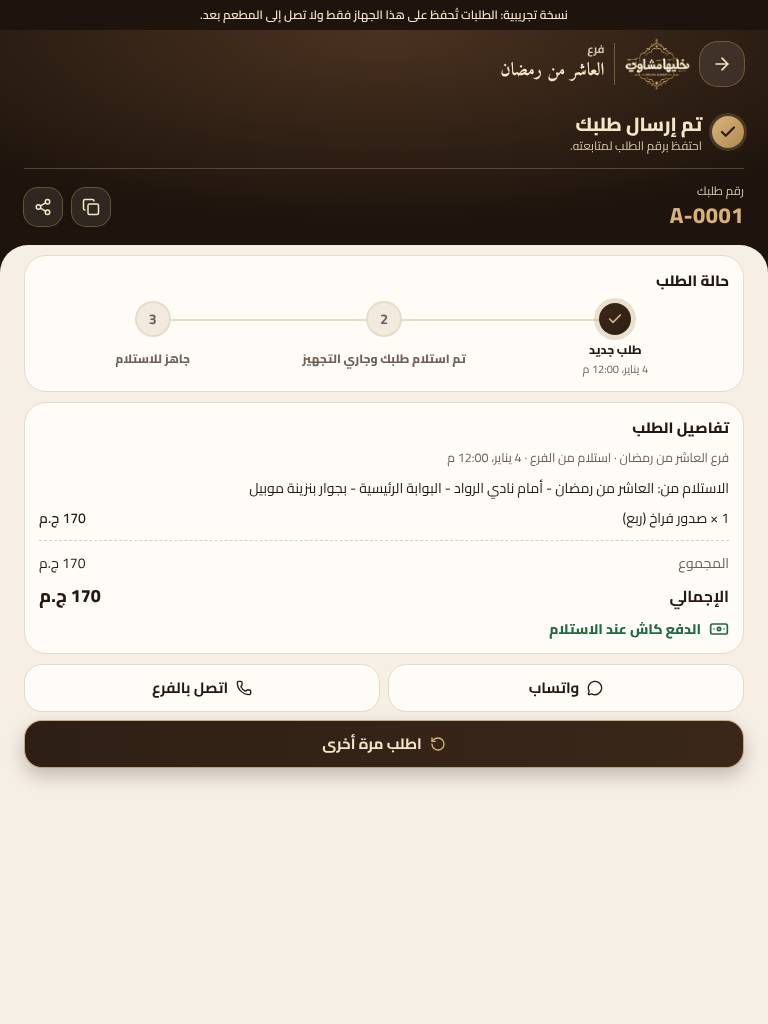 نسخة تجريبية: الطلبات تُحفظ على هذا الجهاز فقط ولا تصل إلى المطعم بعد.
خليها مشاوي
فرع
العاشر من رمضان
تم إرسال طلبك
احتفظ برقم الطلب لمتابعته.
رقم طلبك
A-0001
حالة الطلب
طلب جديد
4 يناير، 12:00 م
2
تم استلام طلبك وجاري التجهيز
3
جاهز للاستلام
تفاصيل الطلب
فرع العاشر من رمضان · استلام من الفرع · 4 يناير، 12:00 م
الاستلام من: العاشر من رمضان - أمام نادي الرواد - البوابة الرئيسية - بجوار بنزينة موبيل
1 × صدور فراخ (ربع) 170 ج.م
المجموع 170 ج.م
الإجمالي 170 ج.م
الدفع كاش عند الاستلام
واتساب
اتصل بالفرع
اطلب مرة أخرى